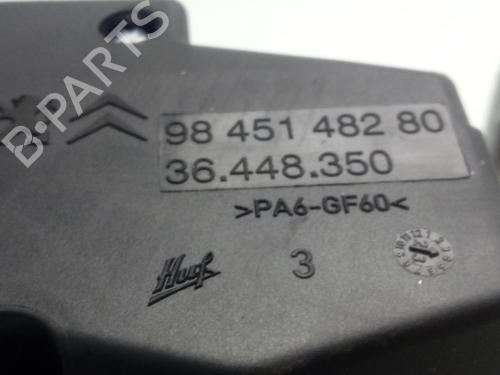 98 451 482 80
36.448.350
>PA6-GF60<
Huf 3
B-PARTS